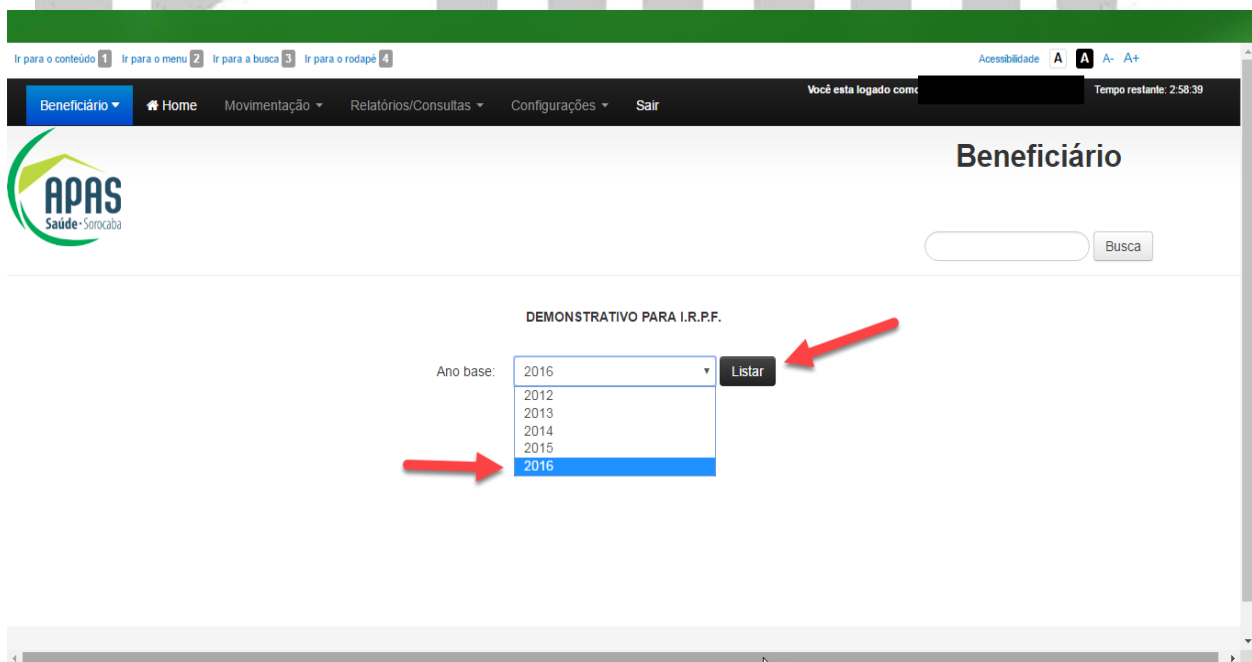 Ir para o conteúdo 1 Ir para o menu 2 Ir para a busca 3 Ir para o rodapé 4 Acessibilidade A A A- A+
Você esta logado como Tempo restante: 2:58:39
Beneficiário Home Movimentação Relatórios/Consultas Configurações Sair
Beneficiário
APAS
Saúde·Sorocaba
Busca
DEMONSTRATIVO PARA I.R.P.F.
Ano base: 2016 Listar
2012
2013
2014
2015
2016